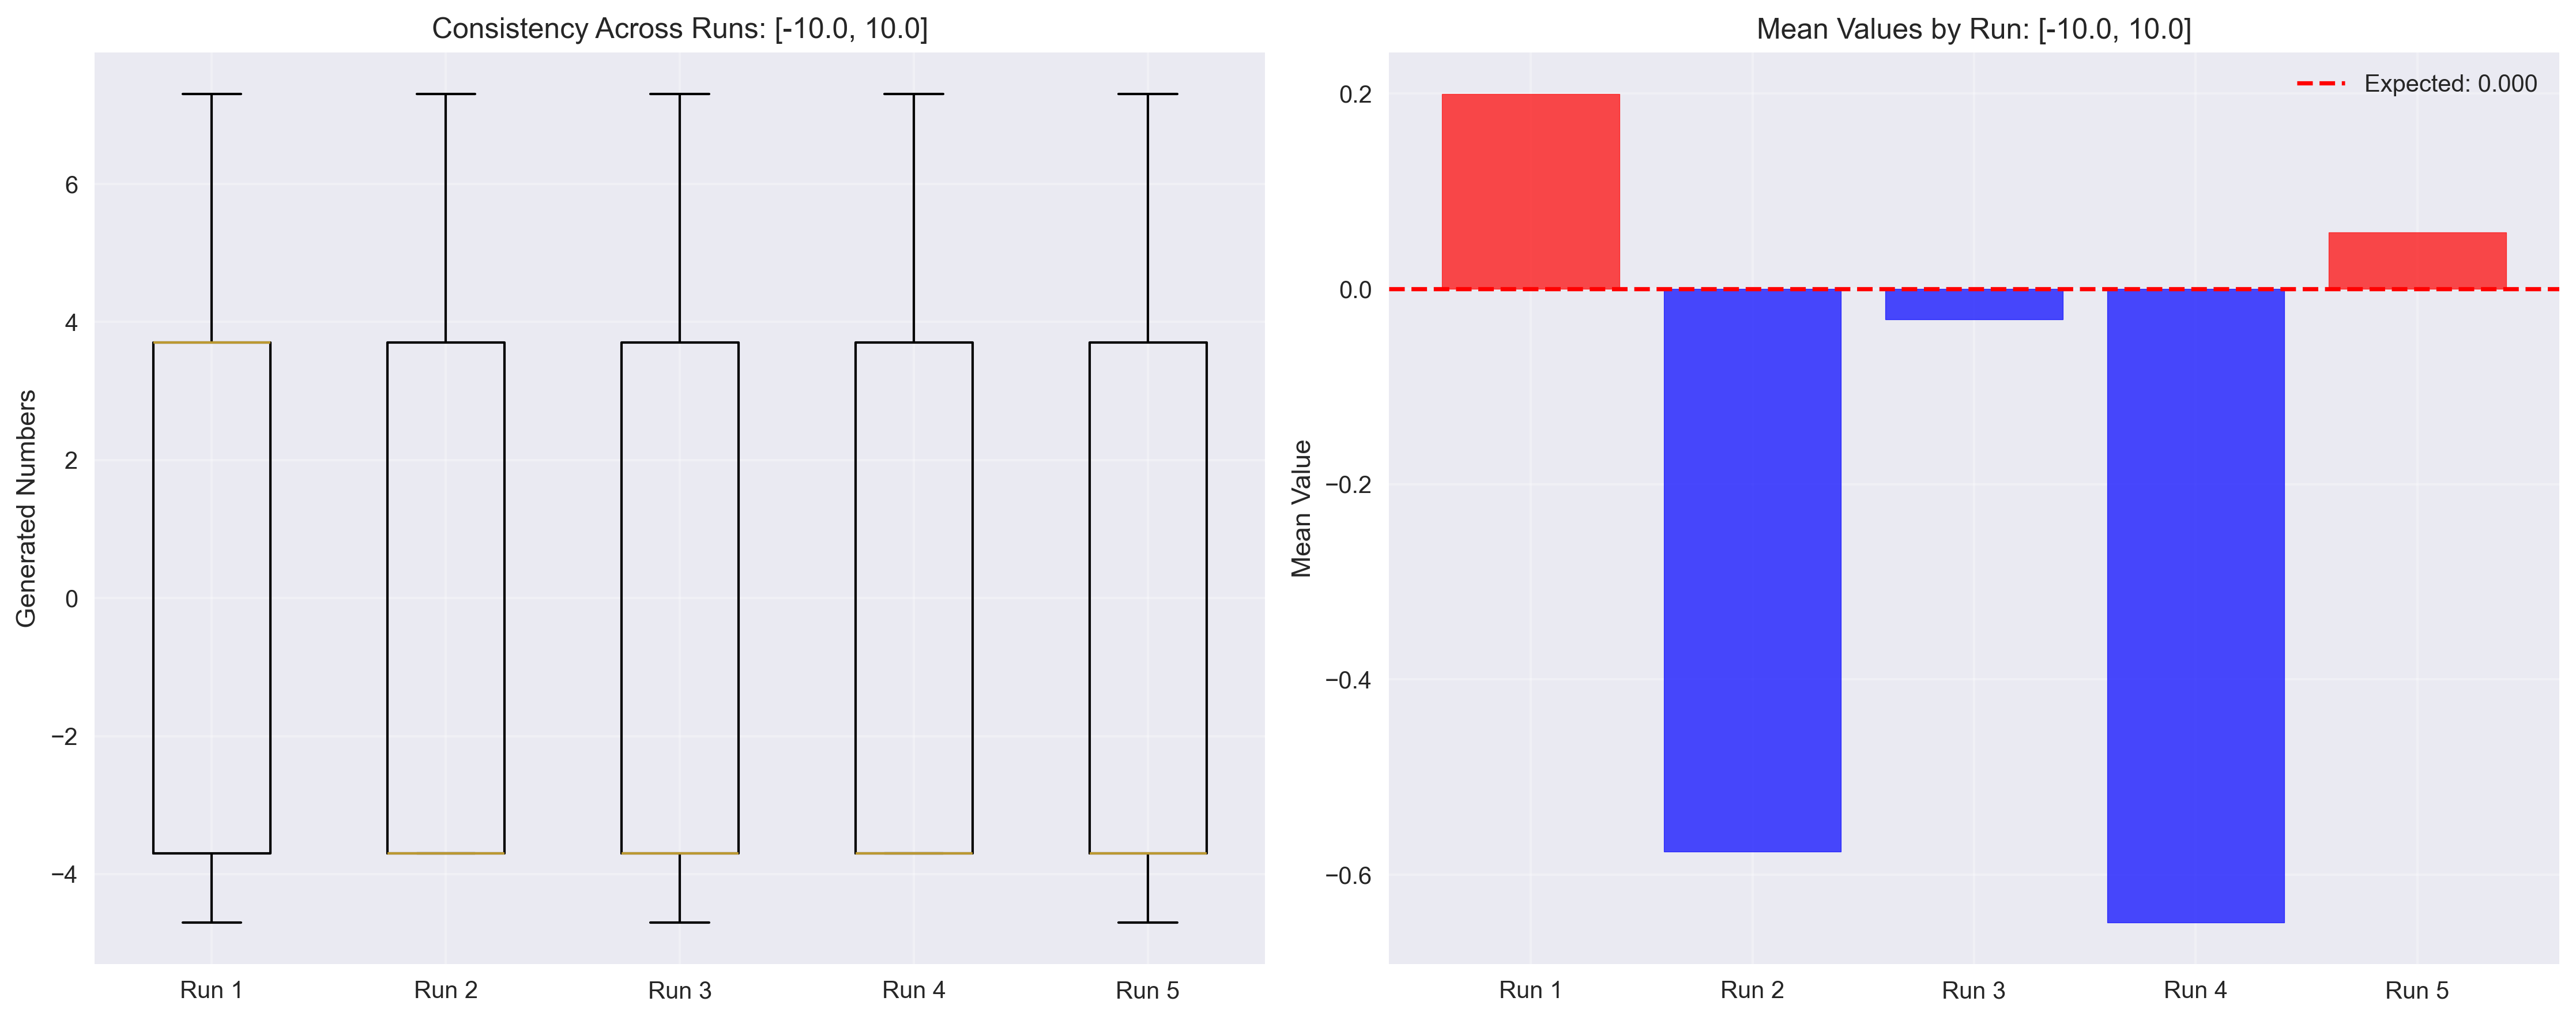 Consistency Across Runs: [-10.0, 10.0]
Generated Numbers
6
4
2
0
−2
−4
Run 1
Run 2
Run 3
Run 4
Run 5
Mean Values by Run: [-10.0, 10.0]
Expected: 0.000
Mean Value
0.2
0.0
−0.2
−0.4
−0.6
Run 1
Run 2
Run 3
Run 4
Run 5